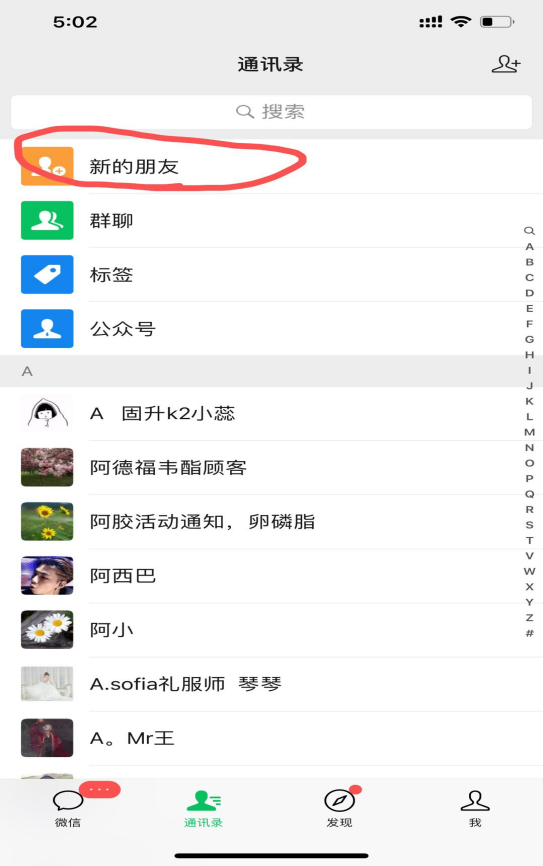 5:02
通讯录
搜索
新的朋友
群聊
标签
公众号
A
A 固升k2小蕊
阿德福韦酯顾客
阿胶活动通知，卵磷脂
阿西巴
阿小
A.sofia礼服师 琴琴
A。Mr王
A
B
C
D
E
F
G
H
I
J
K
L
M
N
O
P
Q
R
S
T
V
W
X
Y
Z
#
微信
通讯录
发现
我